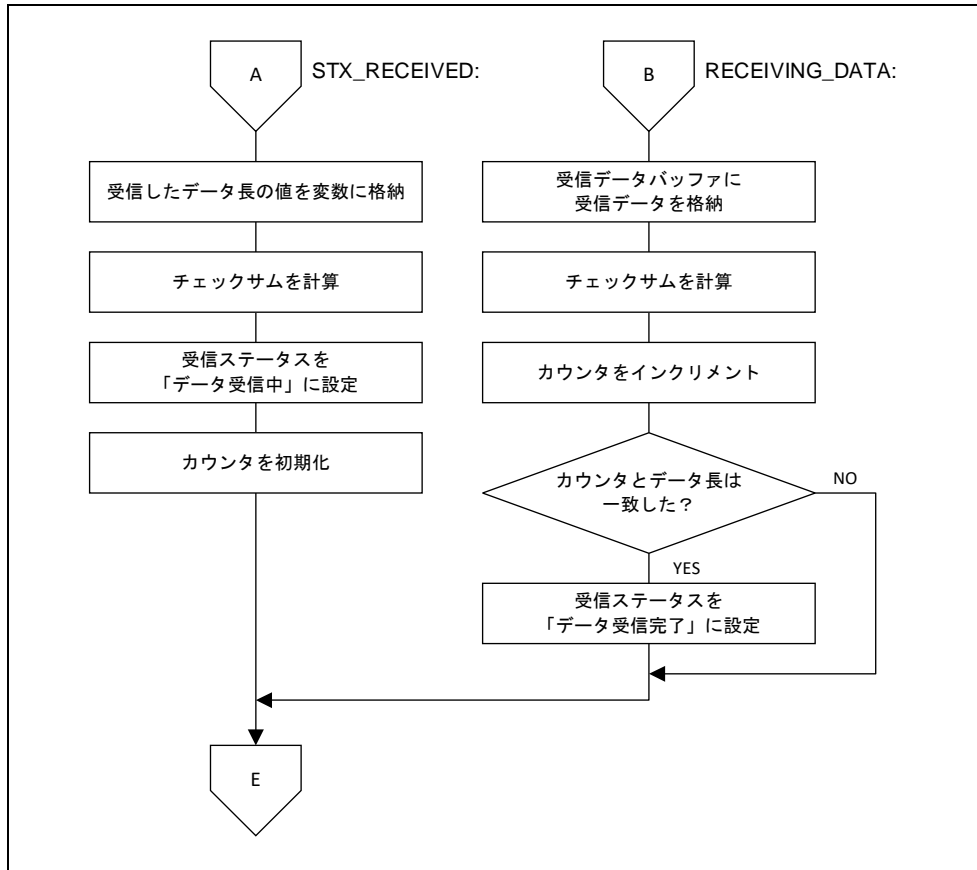 A
STX_RECEIVED:
受信したデータ長の値を変数に格納
チェックサムを計算
受信ステータスを
「データ受信中」に設定
カウンタを初期化
B
RECEIVING_DATA:
受信データバッファに
受信データを格納
チェックサムを計算
カウンタをインクリメント
カウンタとデータ長は
一致した？
NO
YES
受信ステータスを
「データ受信完了」に設定
E